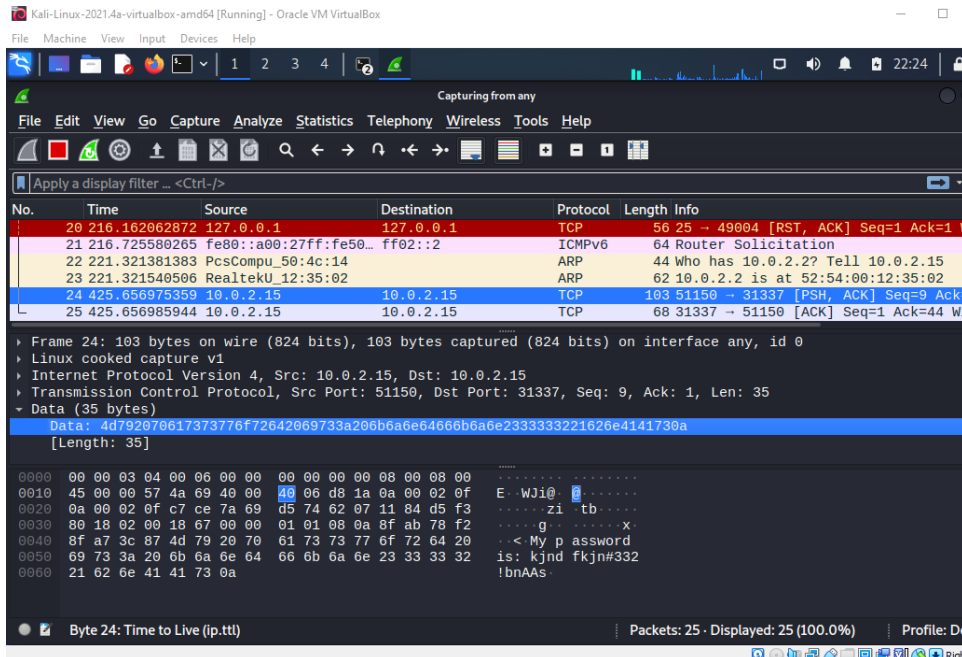 Kali-Linux-2021.4a-virtualbox-amd64 [Running] - Oracle VM VirtualBox
File Machine View Input Devices Help
1 2 3 4 22:24
Capturing from any
File Edit View Go Capture Analyze Statistics Telephony Wireless Tools Help
Apply a display filter ... <Ctrl-/>
No. Time Source Destination Protocol Length Info
20 216.162062872 127.0.0.1 127.0.0.1 TCP 56 25 → 49004 [RST, ACK] Seq=1 Ack=1 W
21 216.725580265 fe80::a00:27ff:fe50… ff02::2 ICMPv6 64 Router Solicitation
22 221.321381383 PcsCompu_50:4c:14 ARP 44 Who has 10.0.2.2? Tell 10.0.2.15
23 221.321540506 RealtekU_12:35:02 ARP 62 10.0.2.2 is at 52:54:00:12:35:02
24 425.656975359 10.0.2.15 10.0.2.15 TCP 103 51150 → 31337 [PSH, ACK] Seq=9 Ack
25 425.656985944 10.0.2.15 10.0.2.15 TCP 68 31337 → 51150 [ACK] Seq=1 Ack=44 W
Frame 24: 103 bytes on wire (824 bits), 103 bytes captured (824 bits) on interface any, id 0
Linux cooked capture v1
Internet Protocol Version 4, Src: 10.0.2.15, Dst: 10.0.2.15
Transmission Control Protocol, Src Port: 51150, Dst Port: 31337, Seq: 9, Ack: 1, Len: 35
Data (35 bytes)
Data: 4d792070617373776f72642069733a206b6a6e64666b6a6e2333333221626e4141730a
[Length: 35]
0000 00 00 03 04 00 06 00 00 00 00 00 00 08 00 08 00 ········ ········
0010 45 00 00 57 4a 69 40 00 40 06 d8 1a 0a 00 02 0f E··WJi@· @·······
0020 0a 00 02 0f c7 ce 7a 69 d5 74 62 07 11 84 d5 f3 ······zi ·tb·····
0030 80 18 02 00 18 67 00 00 01 01 08 0a 8f ab 78 f2 ·····g·· ······x·
0040 8f a7 3c 87 4d 79 20 70 61 73 73 77 6f 72 64 20 ··<·My p assword
0050 69 73 3a 20 6b 6a 6e 64 66 6b 6a 6e 23 33 33 32 is: kjnd fkjn#332
0060 21 62 6e 41 41 73 0a !bnAAs·
Byte 24: Time to Live (ip.ttl) Packets: 25 · Displayed: 25 (100.0%) Profile: D